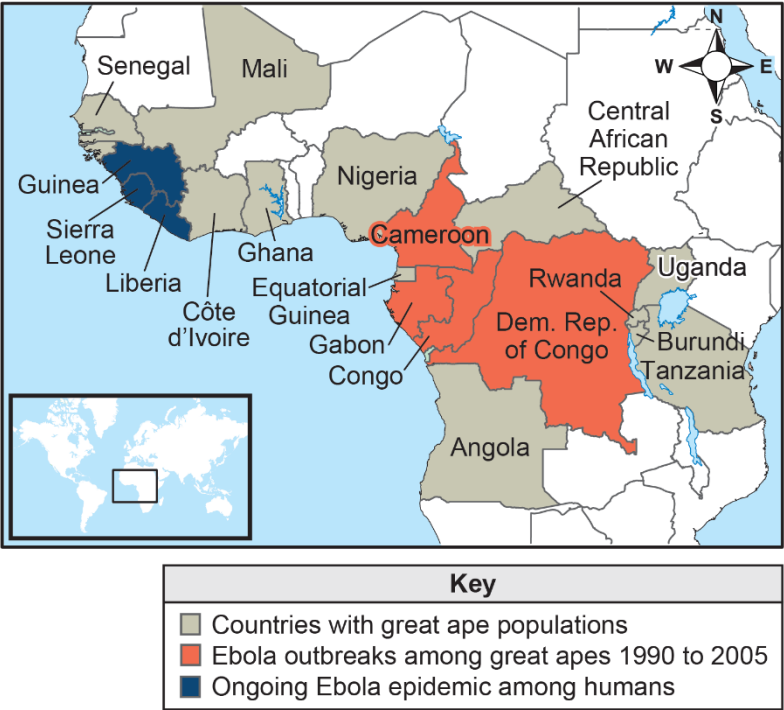 N
W E
S
Senegal
Mali
Central
African
Republic
Nigeria
Guinea
Sierra
Leone
Liberia
Côte
d’Ivoire
Ghana
Cameroon
Equatorial
Guinea
Gabon
Congo
Rwanda
Uganda
Dem. Rep.
of Congo
Burundi
Tanzania
Angola
Key
Countries with great ape populations
Ebola outbreaks among great apes 1990 to 2005
Ongoing Ebola epidemic among humans